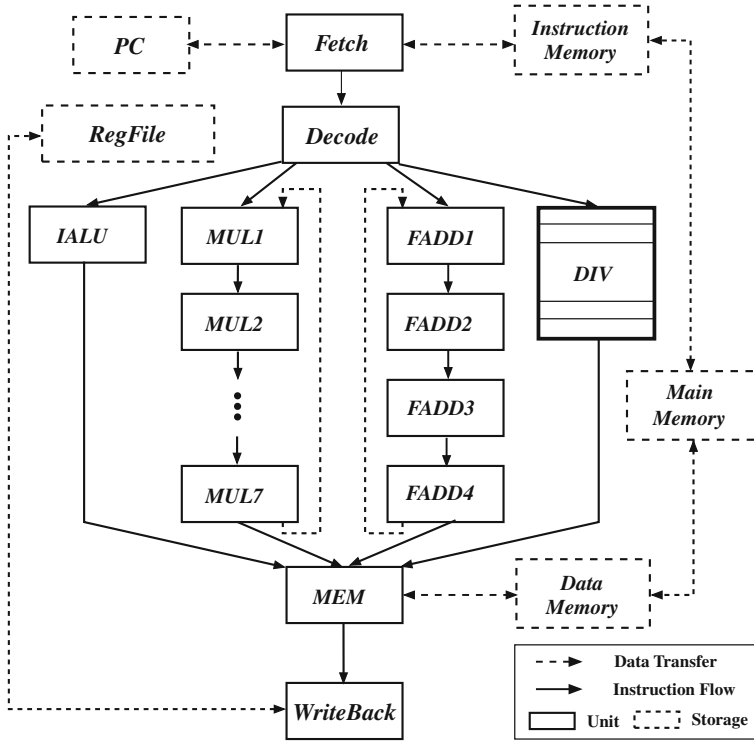 PC
Fetch
Instruction
Memory
RegFile
Decode
IALU
MUL1
FADD1
DIV
MUL2
FADD2
FADD3
Main
Memory
MUL7
FADD4
MEM
Data
Memory
Data Transfer
Instruction Flow
WriteBack
Unit
Storage